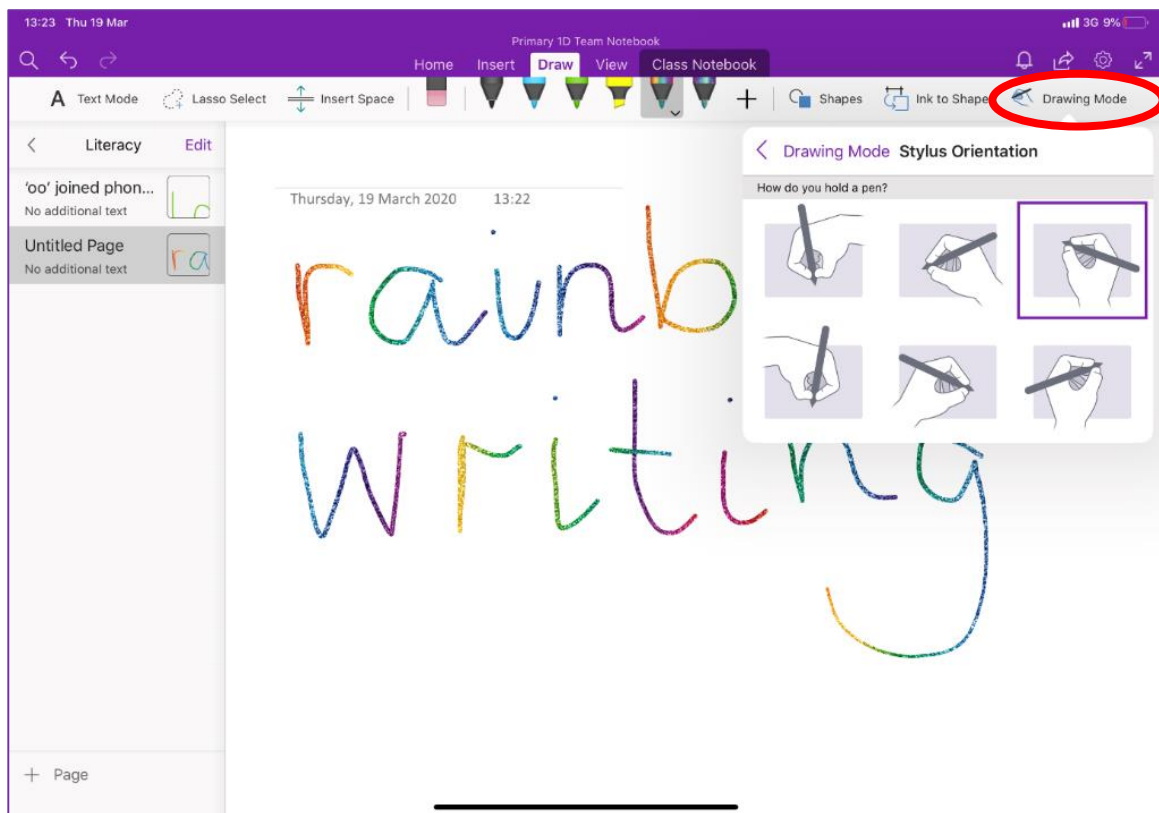 13:23 Thu 19 Mar
3G 9%
Primary 1D Team Notebook
Home Insert Draw View Class Notebook
A Text Mode Lasso Select Insert Space Shapes Ink to Shape Drawing Mode
Literacy Edit
'oo' joined phon...
No additional text
Untitled Page
No additional text
Thursday, 19 March 2020 13:22
Drawing Mode Stylus Orientation
How do you hold a pen?
rainb
writing
+ Page